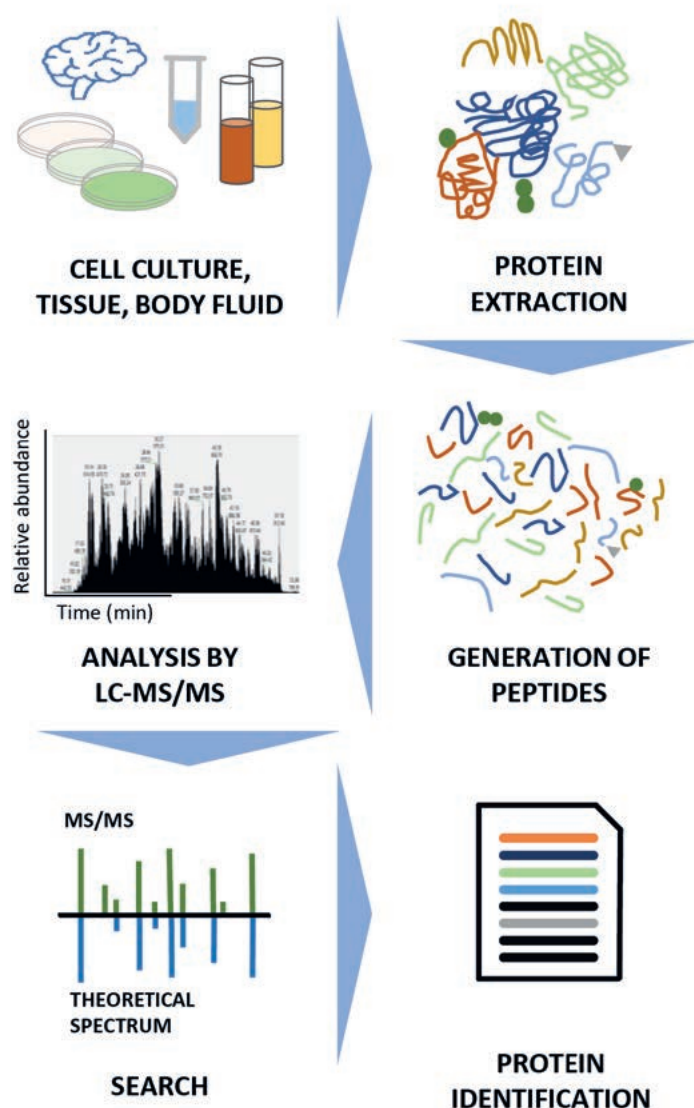 CELL CULTURE,
TISSUE, BODY FLUID
PROTEIN
EXTRACTION
Relative abundance
Time (min)
ANALYSIS BY
LC-MS/MS
GENERATION OF
PEPTIDES
MS/MS
THEORETICAL
SPECTRUM
SEARCH
PROTEIN
IDENTIFICATION